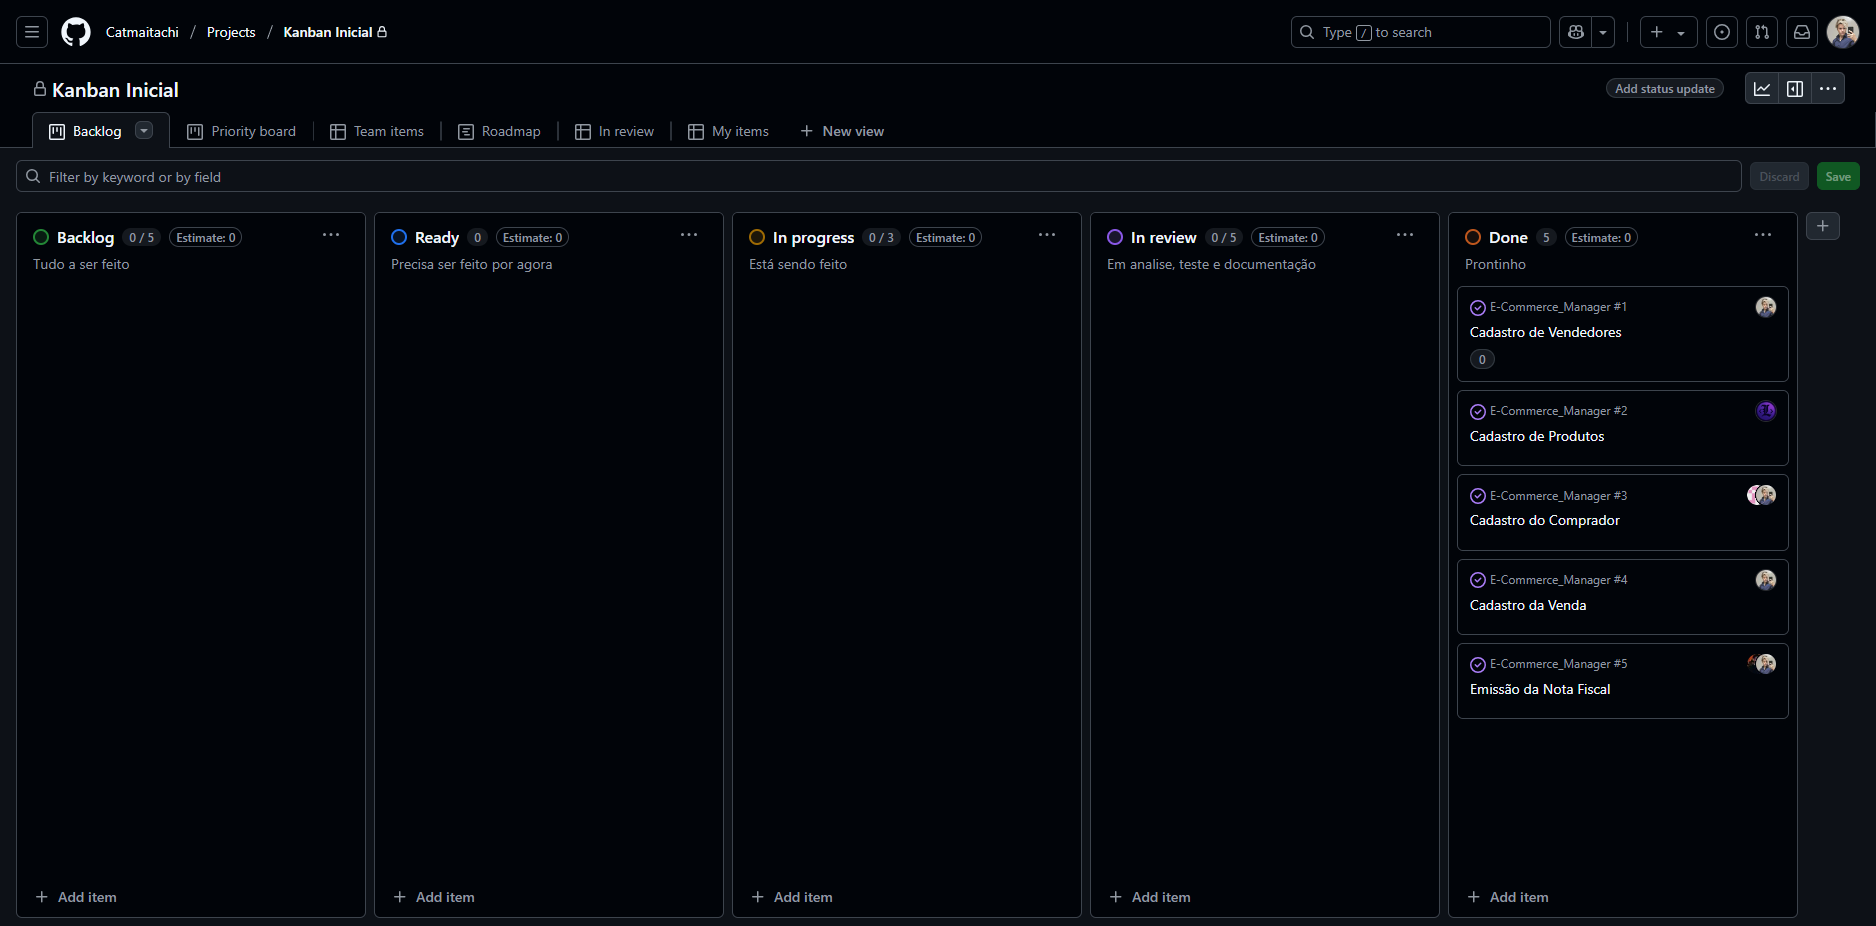 Catmaitachi / Projects / Kanban Inicial
Type / to search
Kanban Inicial
Add status update
Backlog
Priority board
Team items
Roadmap
In review
My items
New view
Filter by keyword or by field
Discard
Save
Backlog 0 / 5 Estimate: 0
Tudo a ser feito
Add item
Ready 0 Estimate: 0
Precisa ser feito por agora
Add item
In progress 0 / 3 Estimate: 0
Está sendo feito
Add item
In review 0 / 5 Estimate: 0
Em analise, teste e documentação
Add item
Done 5 Estimate: 0
Prontinho
E-Commerce_Manager #1
Cadastro de Vendedores
0
E-Commerce_Manager #2
Cadastro de Produtos
E-Commerce_Manager #3
Cadastro do Comprador
E-Commerce_Manager #4
Cadastro da Venda
E-Commerce_Manager #5
Emissão da Nota Fiscal
Add item